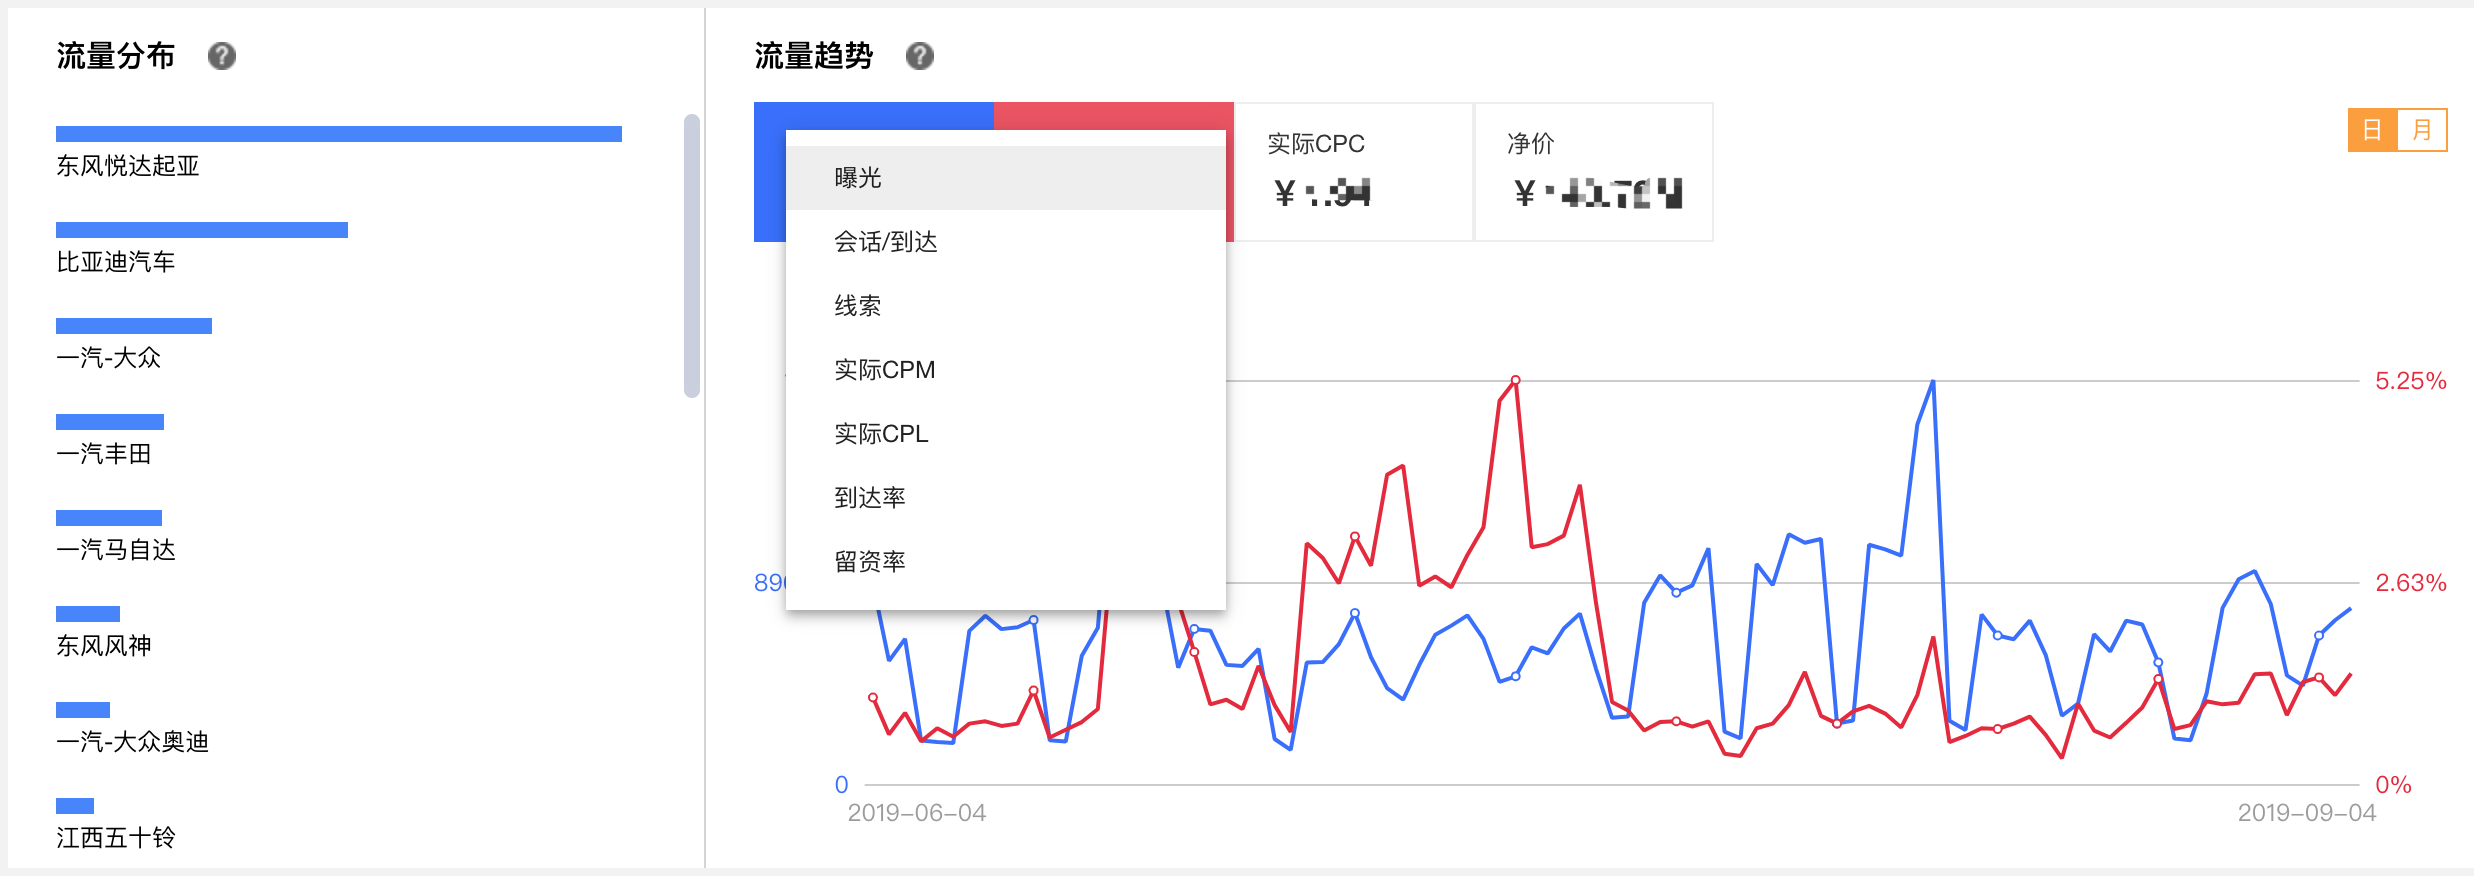 流量分布 ?
东风悦达起亚
比亚迪汽车
一汽-大众
一汽丰田
一汽马自达
东风风神
一汽-大众奥迪
江西五十铃
流量趋势 ?
曝光
会话/到达
线索
实际CPM
实际CPL
到达率
留资率
实际CPC
¥
净价
¥
日 月
5.25%
2.63%
0
0%
2019-06-04
2019-09-04